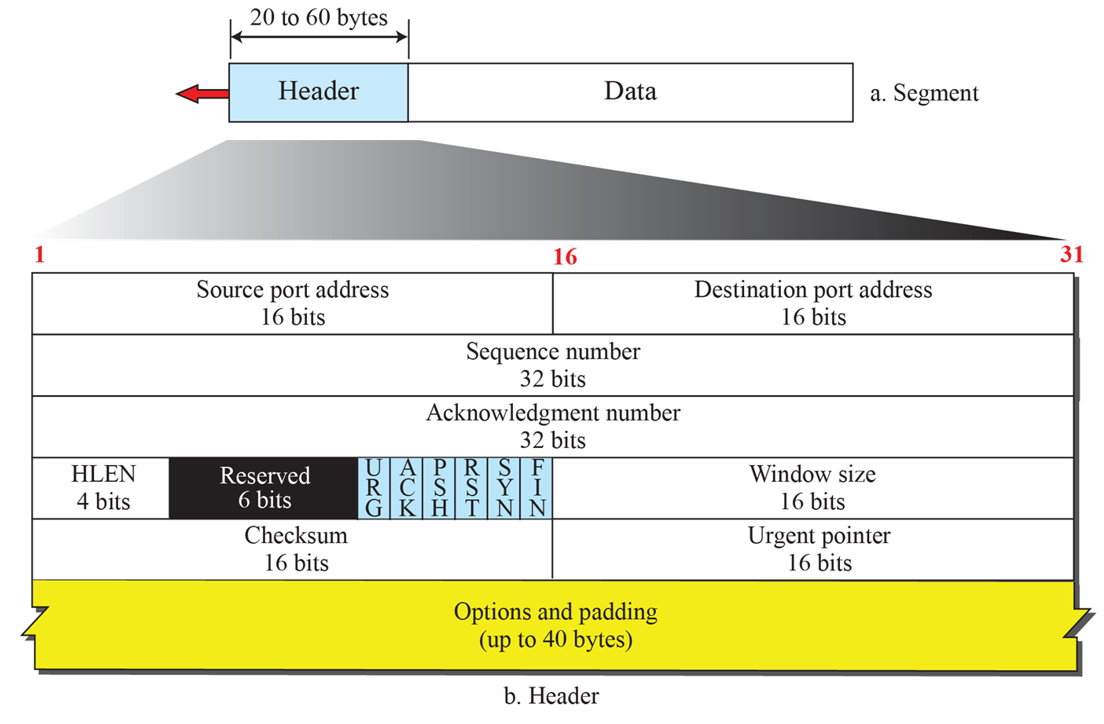 20 to 60 bytes
Header
Data
a. Segment
1
16
31
Source port address
16 bits
Destination port address
16 bits
Sequence number
32 bits
Acknowledgment number
32 bits
HLEN
4 bits
Reserved
6 bits
URG
ACK
PSH
RST
SYN
FIN
Window size
16 bits
Checksum
16 bits
Urgent pointer
16 bits
Options and padding
(up to 40 bytes)
b. Header